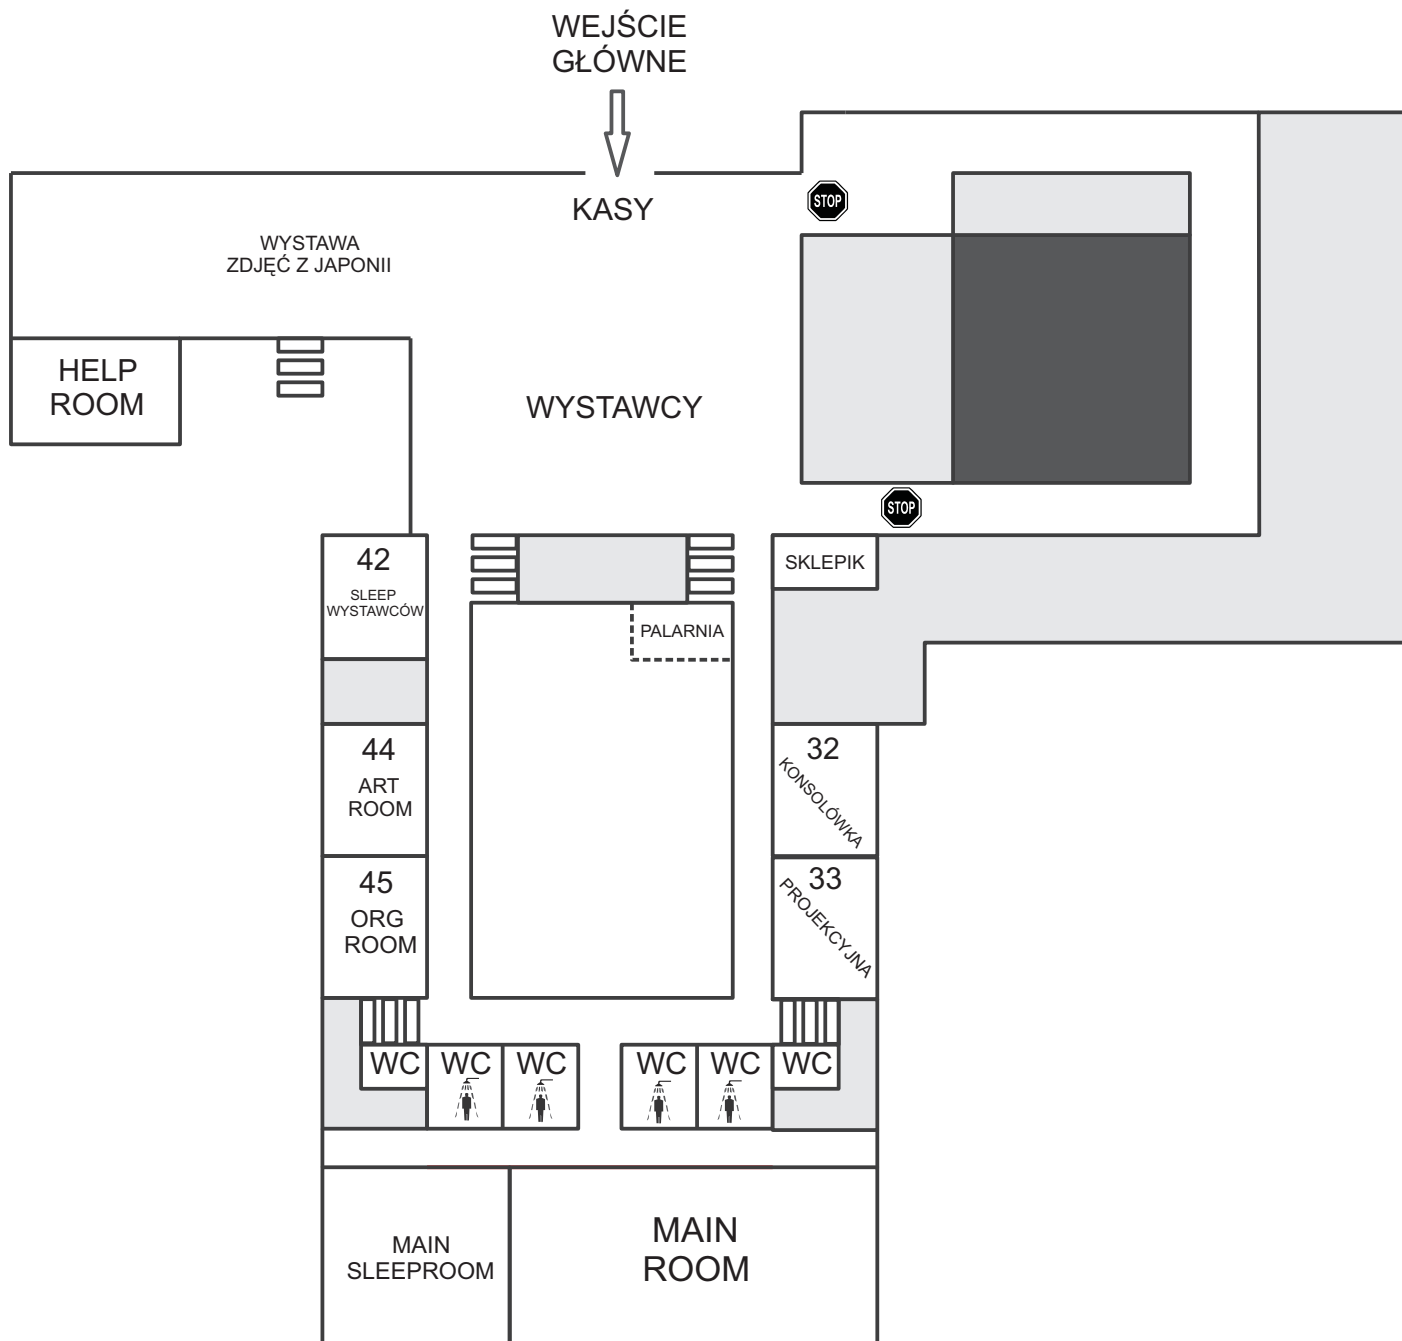 WEJŚCIE
GŁÓWNE
KASY
STOP
WYSTAWA
ZDJĘĆ Z JAPONII
HELP
ROOM
WYSTAWCY
STOP
42
SLEEP
WYSTAWCÓW
SKLEPIK
PALARNIA
44
ART
ROOM
32
KONSOLÓWKA
45
ORG
ROOM
33
PROJEKCYJNA
WC
WC
WC
WC
WC
WC
MAIN
SLEEPROOM
MAIN
ROOM